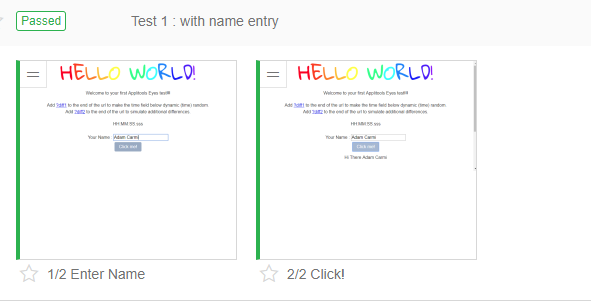 Passed
Test 1 : with name entry
HELLO WORLD!
Welcome to your first Applitools Eyes test!!!
Add ?diff1 to the end of the url to make the time field below dynamic (time) random.
Add ?diff2 to the end of the url to simulate additional differences.
HH MM SS sss
Your Name Adam Carmi
Click me!
1/2 Enter Name
HELLO WORLD!
Welcome to your first Applitools Eyes test!!!
Add ?diff1 to the end of the url to make the time field below dynamic (time) random.
Add ?diff2 to the end of the url to simulate additional differences.
HH MM SS sss
Your Name Adam Carmi
Click me!
Hi There Adam Carmi
2/2 Click!